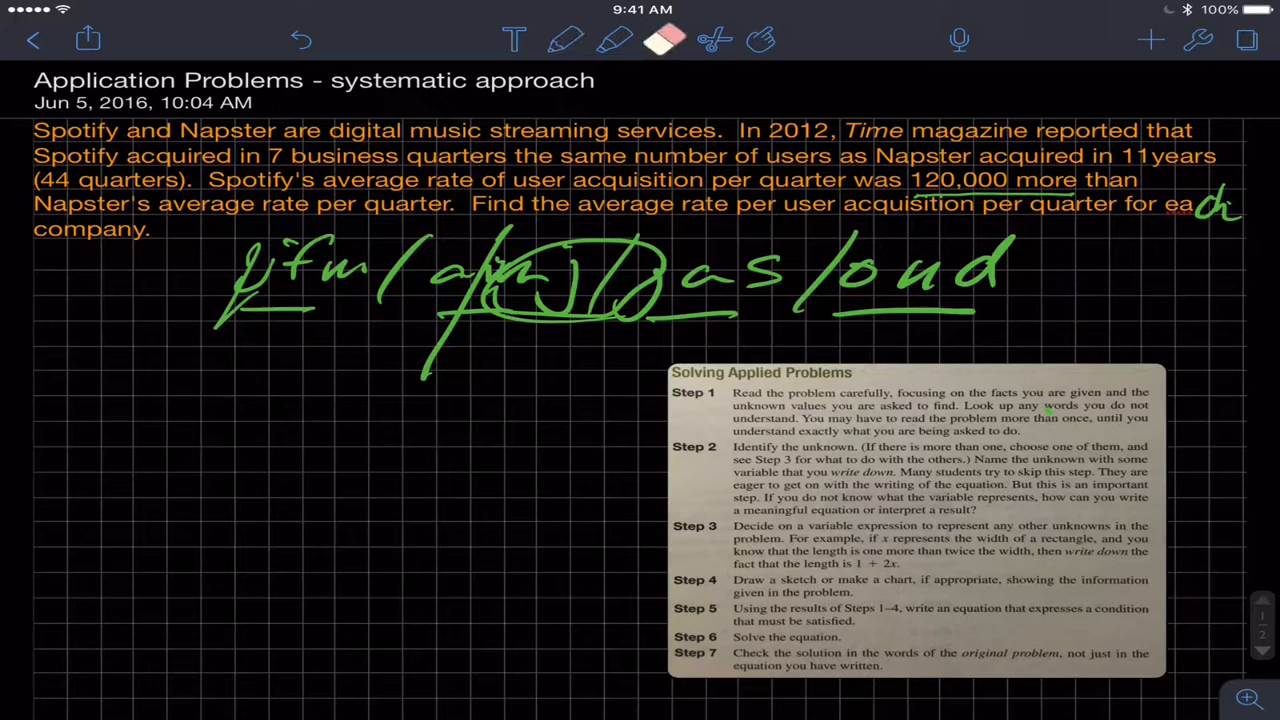 9:41 AM
100%
Application Problems - systematic approach
Jun 5, 2016, 10:04 AM
Spotify and Napster are digital music streaming services. In 2012, Time magazine reported that
Spotify acquired in 7 business quarters the same number of users as Napster acquired in 11years
(44 quarters). Spotify's average rate of user acquisition per quarter was 120,000 more than
Napster's average rate per quarter. Find the average rate per user acquisition per quarter for each
company.
as
Solving Applied Problems
Step 1 Read the problem carefully, focusing on the facts you are given and the
unknown values you are asked to find. Look up any words you do not
understand. You may have to read the problem more than once, until you
understand exactly what you are being asked to do.
Step 2 Identify the unknown. (If there is more than one, choose one of them, and
see Step 3 for what to do with the others.) Name the unknown with some
variable that you write down. Many students try to skip this step. They are
eager to get on with the writing of the equation. But this is an important
step. If you do not know what the variable represents, how can you write
a meaningful equation or interpret a result?
Step 3 Decide on a variable expression to represent any other unknowns in the
problem. For example, if x represents the width of a rectangle, and you
know that the length is one more than twice the width, then write down the
fact that the length is 1 + 2x.
Step 4 Draw a sketch or make a chart, if appropriate, showing the information
given in the problem.
Step 5 Using the results of Steps 1–4, write an equation that expresses a condition
that must be satisfied.
Step 6 Solve the equation.
Step 7 Check the solution in the words of the original problem, not just in the
equation you have written.
1
2